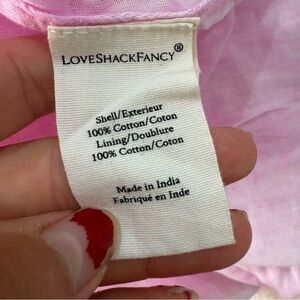 LOVESHACKFANCY®
Shell/Exterieur
100% Cotton/Coton
Lining/Doublure
100% Cotton/Coton
Made in India
Fabriqué en Inde